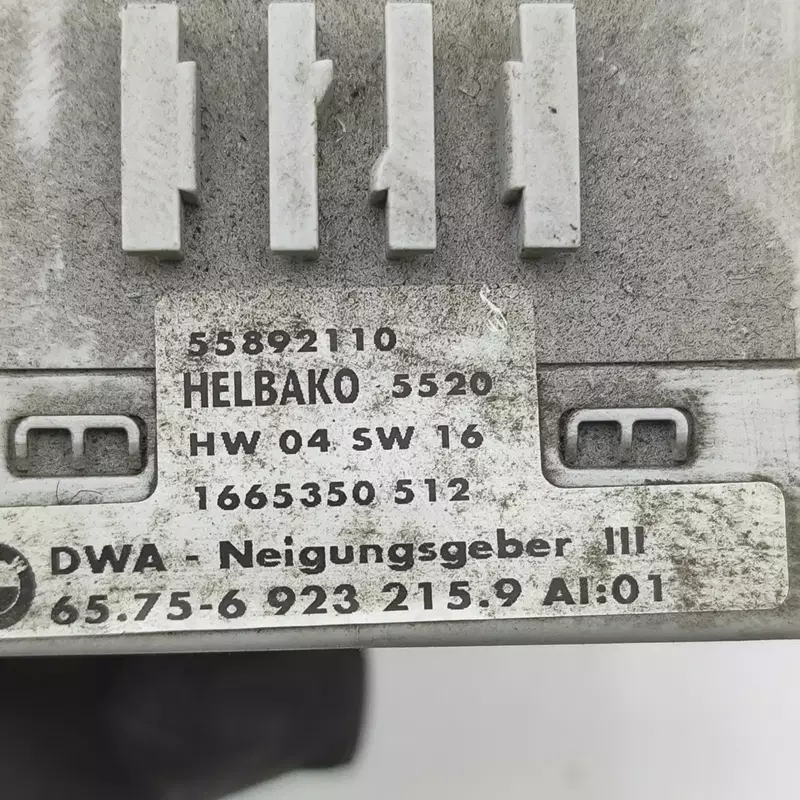 55892110
HELBAKO 5520
HW 04 SW 16
1665350 512
DWA - Neigungsgeber III
65.75-6 923 215.9 AI:01